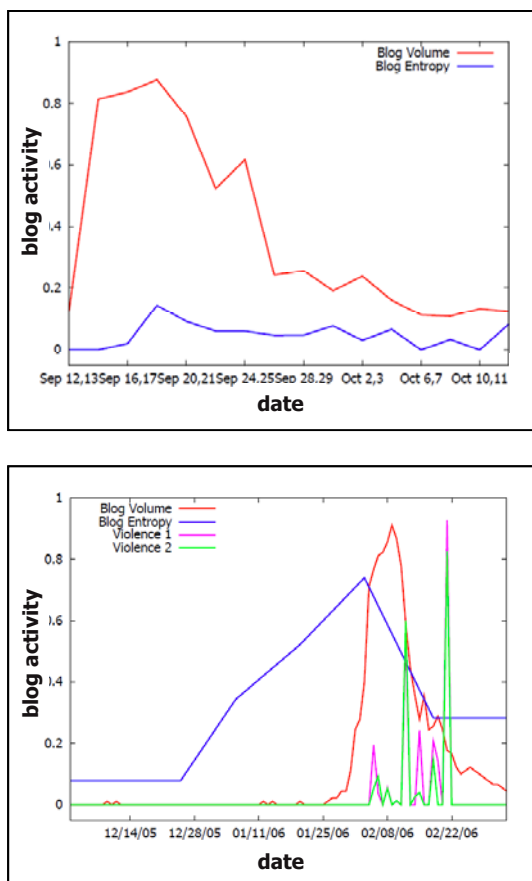 1
Blog Volume
Blog Entropy
0.8
0.6
blog activity
0.4
0.2
0
Sep 12,13 Sep 16,17 Sep 20,21 Sep 24,25 Sep 28,29 Oct 2,3 Oct 6,7 Oct 10,11
date
1
Blog Volume
Blog Entropy
Violence 1
Violence 2
0.8
0.6
blog activity
0.4
0.2
0
12/14/05 12/28/05 01/11/06 01/25/06 02/08/06 02/22/06
date